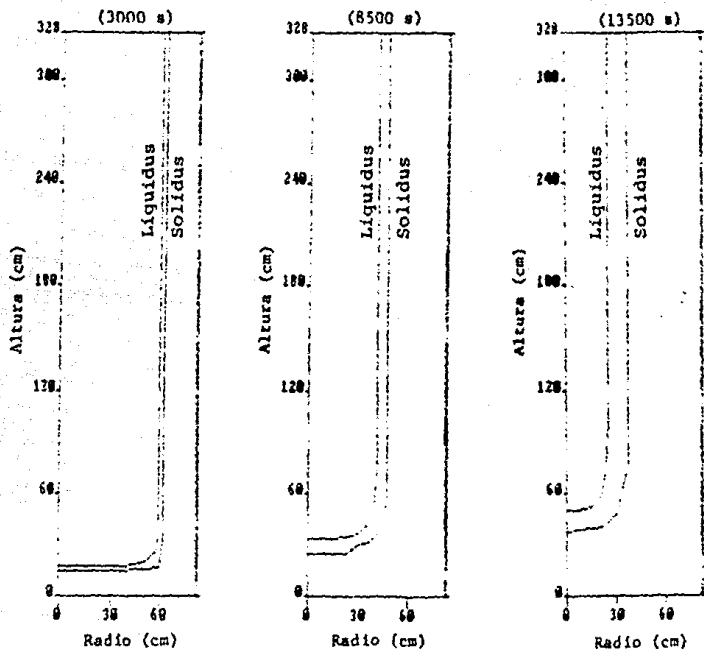 (3000 s)
328
300
240
180
120
60
0
Altura (cm)
Liquidus
Solidus
0 30 60
Radio (cm)
(8500 s)
328
300
240
180
120
60
0
Altura (cm)
Liquidus
Solidus
0 30 60
Radio (cm)
(13500 s)
328
300
240
180
120
60
0
Altura (cm)
Liquidus
Solidus
0 30 60
Radio (cm)